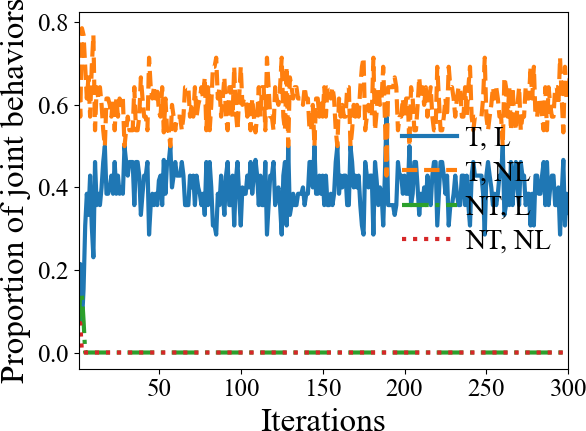 Proportion of joint behaviors
0.8
0.6
0.4
0.2
0.0
T, L
T, NL
NT, L
NT, NL
50
100
150
200
250
300
Iterations